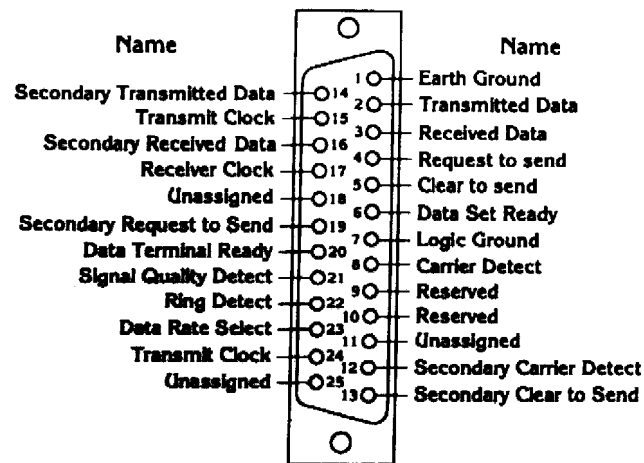 Name
Name
1 Earth Ground
Secondary Transmitted Data 14
2 Transmitted Data
Transmit Clock 15
3 Received Data
Secondary Received Data 16
4 Request to send
Receiver Clock 17
5 Clear to send
Unassigned 18
6 Data Set Ready
Secondary Request to Send 19
7 Logic Ground
Data Terminal Ready 20
8 Carrier Detect
Signal Quality Detect 21
9 Reserved
Ring Detect 22
10 Reserved
Data Rate Select 23
11 Unassigned
Transmit Clock 24
12 Secondary Carrier Detect
Unassigned 25
13 Secondary Clear to Send